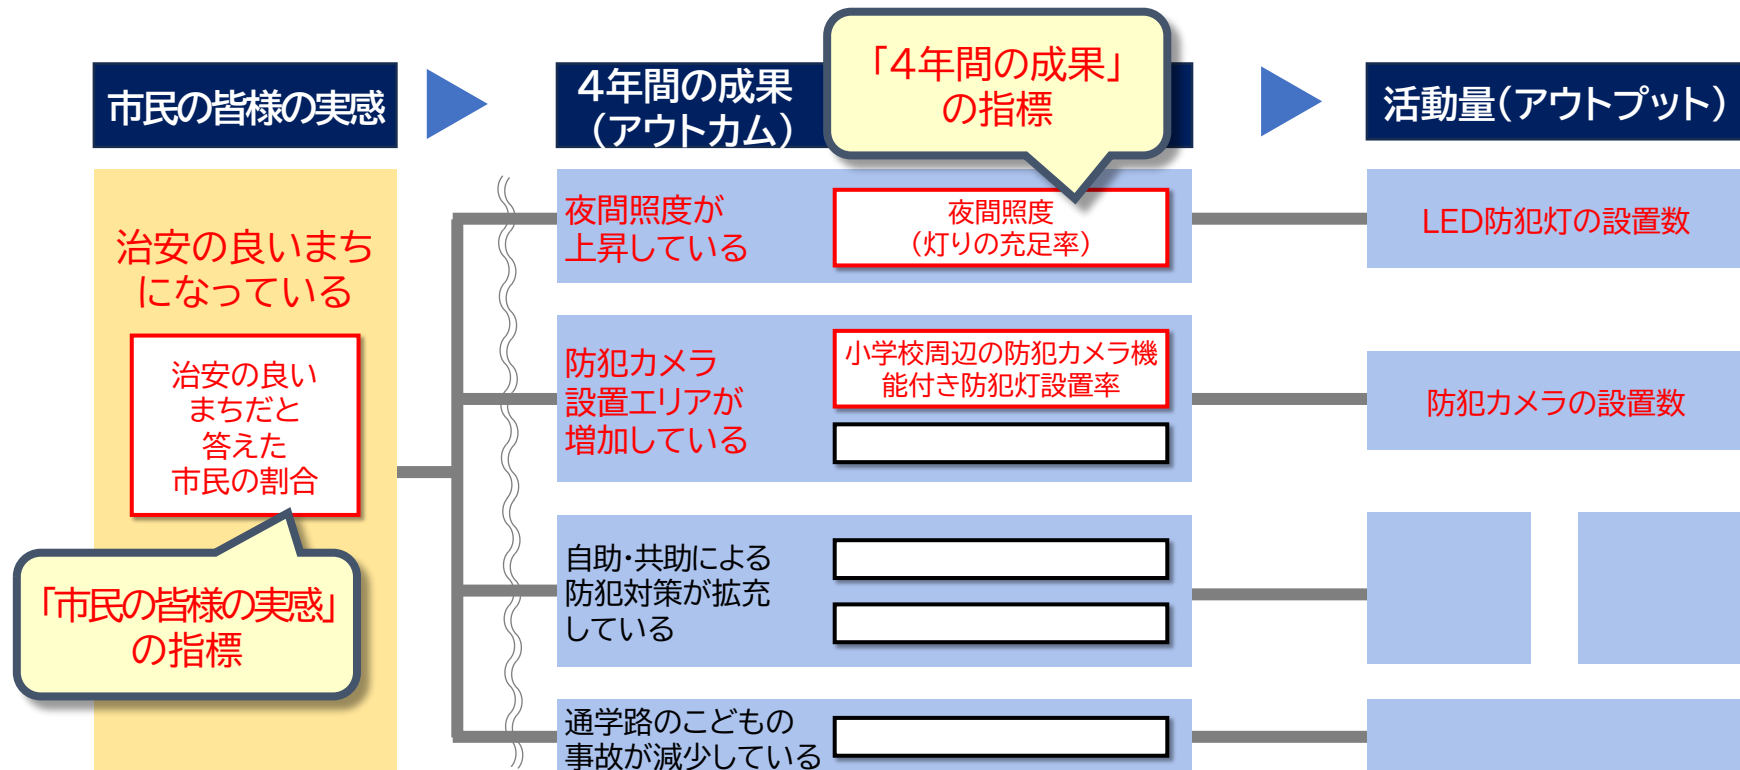 市民の皆様の実感
4年間の成果
（アウトカム）
「4年間の成果」
の指標
活動量（アウトプット）
治安の良いまち
になっている
治安の良い
まちだと
答えた
市民の割合
「市民の皆様の実感」
の指標
夜間照度が
上昇している
夜間照度
（灯りの充足率）
LED防犯灯の設置数
防犯カメラ
設置エリアが
増加している
小学校周辺の防犯カメラ機
能付き防犯灯設置率
防犯カメラの設置数
自助・共助による
防犯対策が拡充
している
通学路のこどもの
事故が減少している